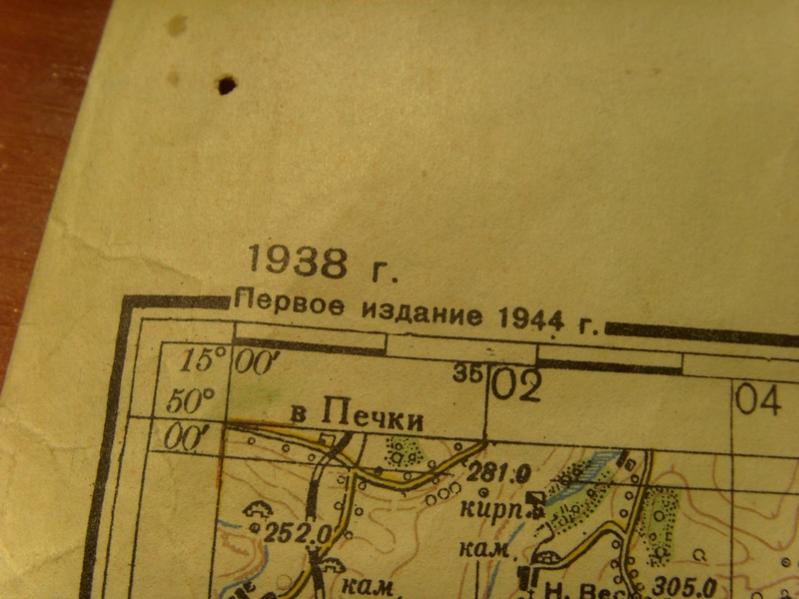 1938 г.
Первое издание 1944 г.
15° 00' 35 02 04
50° 00'
в Печки
281.0
кирп.
252.0
кам.
кам.
Н. Вес
305.0